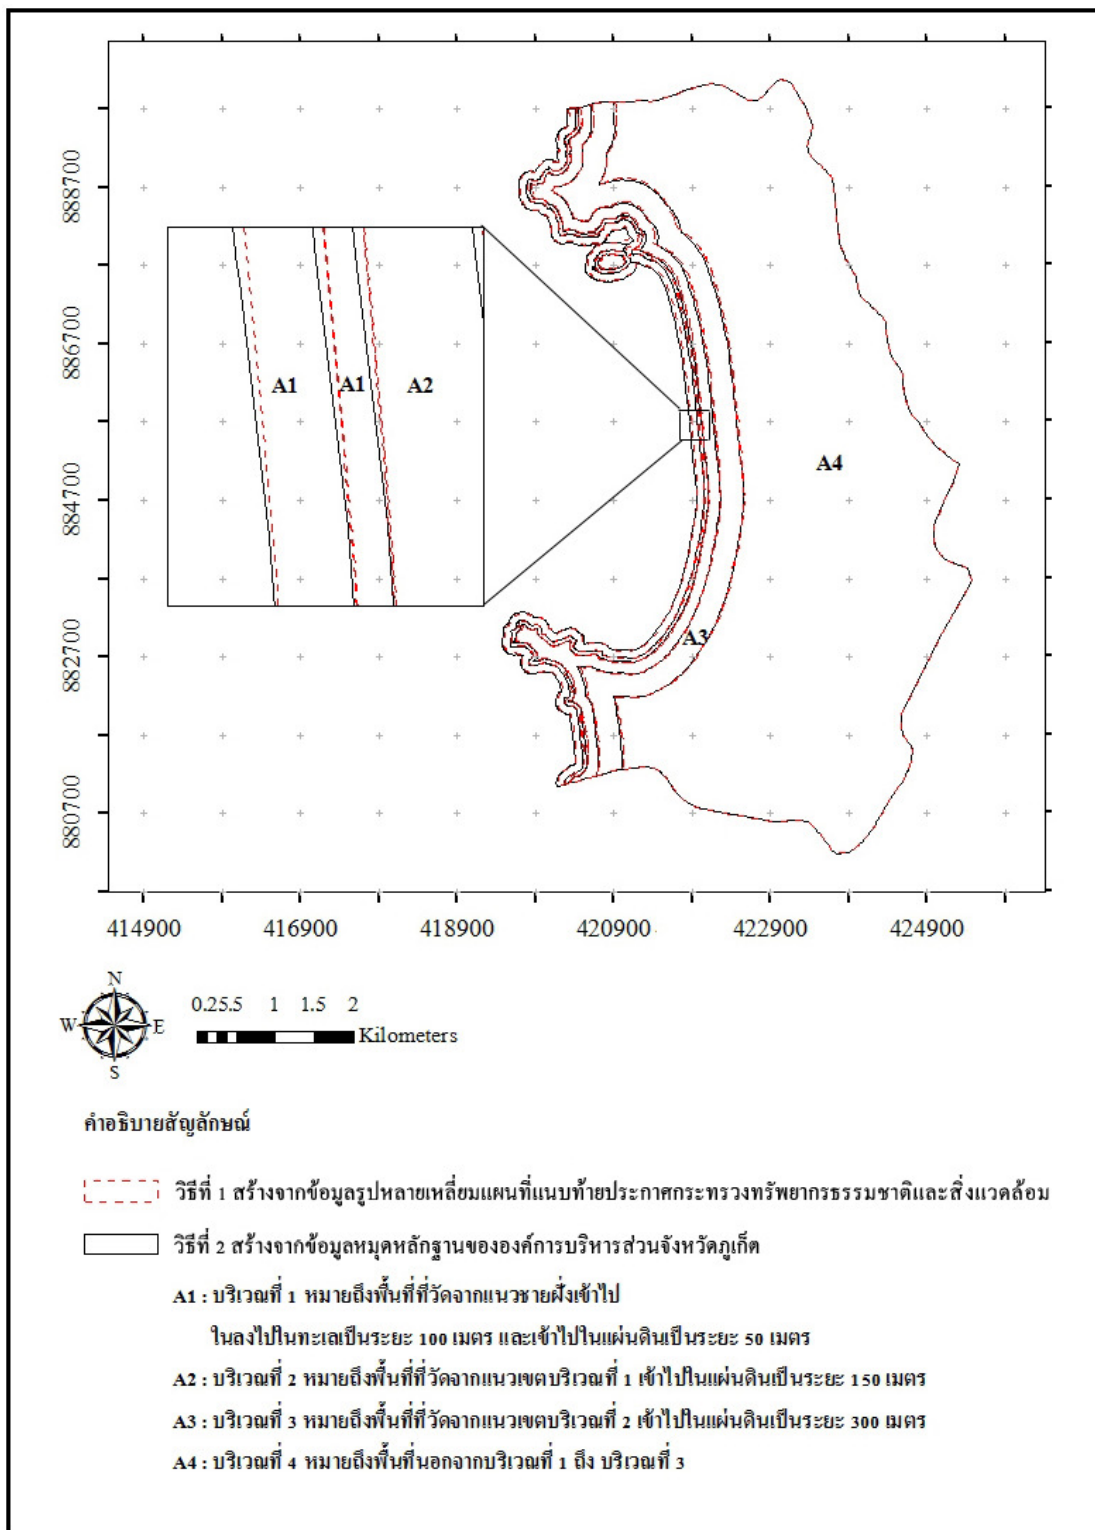 888700
886700
884700
882700
880700
A1
A1
A2
A4
A3
414900
416900
418900
420900
422900
424900
N
W
E
S
0.25.5 1 1.5 2
Kilometers
คำอธิบายสัญลักษณ์
วิธีที่ 1 สร้างจากข้อมูลรูปหลายเหลี่ยมแผนที่แนบท้ายประกาศกระทรวงทรัพยากรธรรมชาติและสิ่งแวดล้อม
วิธีที่ 2 สร้างจากข้อมูลหมุดหลักฐานขององค์การบริหารส่วนจังหวัดภูเก็ต
A1 : บริเวณที่ 1 หมายถึงพื้นที่ที่วัดจากแนวชายฝั่งเข้าไป
ในลงไปในทะเลเป็นระยะ 100 เมตร และเข้าไปในแผ่นดินเป็นระยะ 50 เมตร
A2 : บริเวณที่ 2 หมายถึงพื้นที่ที่วัดจากแนวเขตบริเวณที่ 1 เข้าไปในแผ่นดินเป็นระยะ 150 เมตร
A3 : บริเวณที่ 3 หมายถึงพื้นที่ที่วัดจากแนวเขตบริเวณที่ 2 เข้าไปในแผ่นดินเป็นระยะ 300 เมตร
A4 : บริเวณที่ 4 หมายถึงพื้นที่นอกจากบริเวณที่ 1 ถึง บริเวณที่ 3